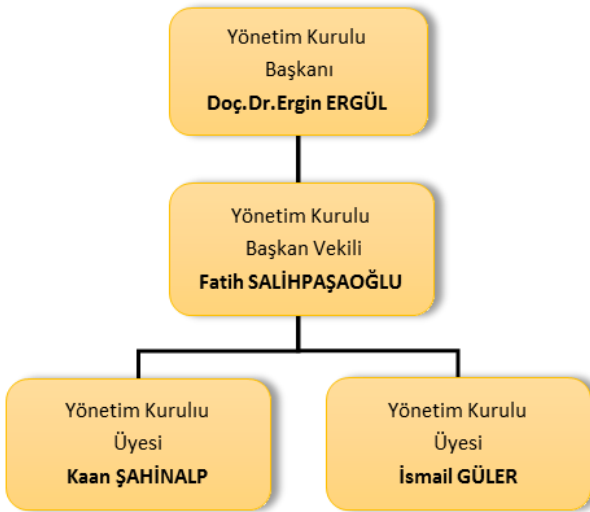 Yönetim Kurulu
Başkanı
Doç.Dr.Ergin ERGÜL
Yönetim Kurulu
Başkan Vekili
Fatih SALİHPAŞAOĞLU
Yönetim Kurulıu
Üyesi
Kaan ŞAHİNALP
Yönetim Kurulu
Üyesi
İsmail GÜLER